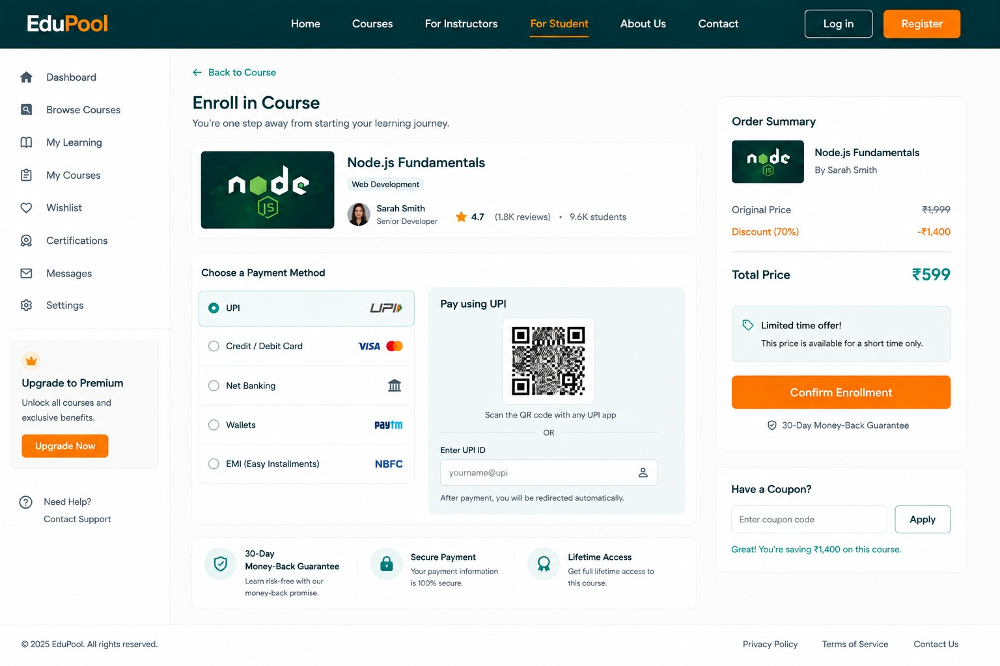 EduPool
Home
Courses
For Instructors
For Student
About Us
Contact
Log in
Register
Dashboard
Browse Courses
My Learning
My Courses
Wishlist
Certifications
Messages
Settings
Upgrade to Premium
Unlock all courses and
exclusive benefits.
Upgrade Now
Need Help?
Contact Support
← Back to Course
Enroll in Course
You're one step away from starting your learning journey.
node
JS
Node.js Fundamentals
Web Development
Sarah Smith
Senior Developer
4.7 (1.8K reviews) • 9.6K students
Choose a Payment Method
UPI
UPI
Credit / Debit Card
VISA
Net Banking
Wallets
paytm
EMI (Easy Installments)
NBFC
Pay using UPI
Scan the QR code with any UPI app
OR
Enter UPI ID
yourname@upi
After payment, you will be redirected automatically.
30-Day
Money-Back Guarantee
Learn risk-free with our
money-back promise.
Secure Payment
Your payment information
is 100% secure.
Lifetime Access
Get full lifetime access to
this course.
Order Summary
node
JS
Node.js Fundamentals
By Sarah Smith
Original Price ₹1,999
Discount (70%) -₹1,400
Total Price ₹599
Limited time offer!
This price is available for a short time only.
Confirm Enrollment
30-Day Money-Back Guarantee
Have a Coupon?
Enter coupon code
Apply
Great! You're saving ₹1,400 on this course.
© 2025 EduPool. All rights reserved.
Privacy Policy
Terms of Service
Contact Us